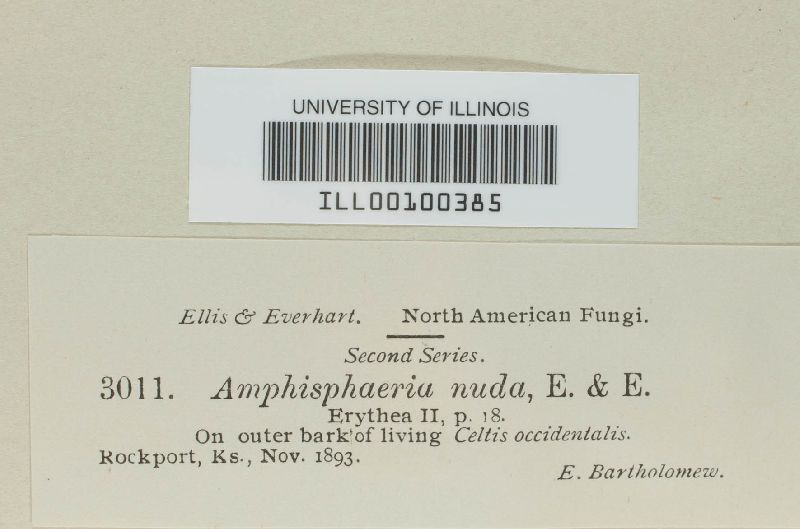 UNIVERSITY OF ILLINOIS
ILL00100385
Ellis & Everhart. North American Fungi.
Second Series.
3011. Amphisphaeria nuda, E. & E.
Erythea II, p. 18.
On outer bark of living Celtis occidentalis.
Rockport, Ks., Nov. 1893.
E. Bartholomew.